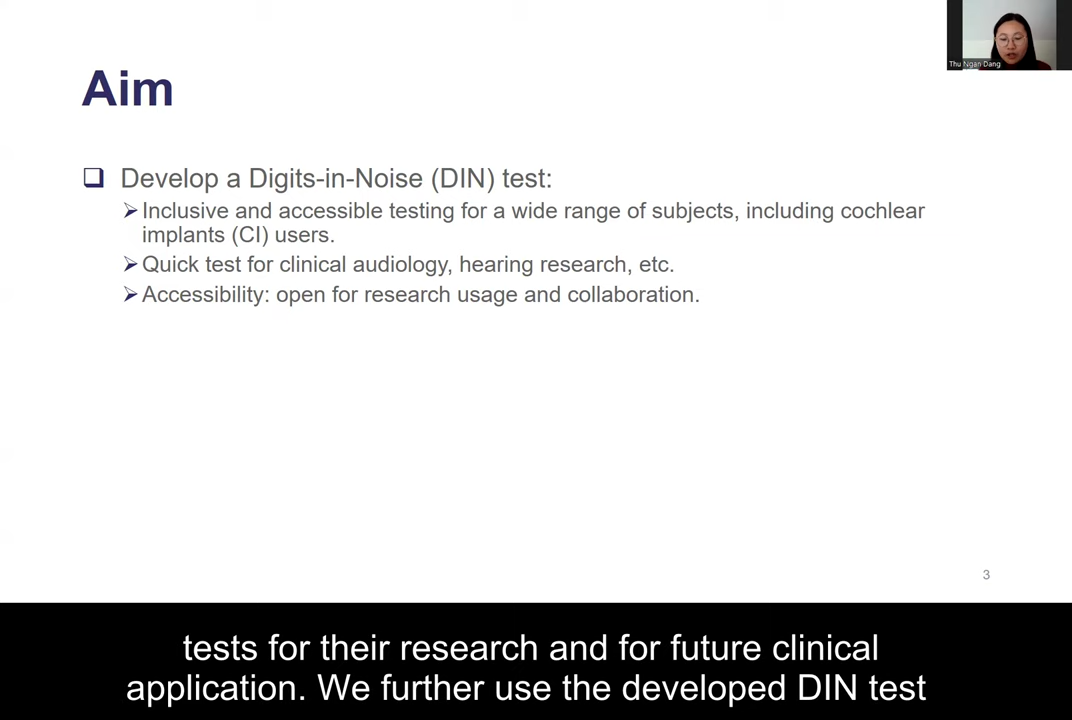 Thu Ngan Dang
Aim
Develop a Digits-in-Noise (DIN) test:
Inclusive and accessible testing for a wide range of subjects, including cochlear
implants (CI) users.
Quick test for clinical audiology, hearing research, etc.
Accessibility: open for research usage and collaboration.
3
tests for their research and for future clinical
application. We further use the developed DIN test